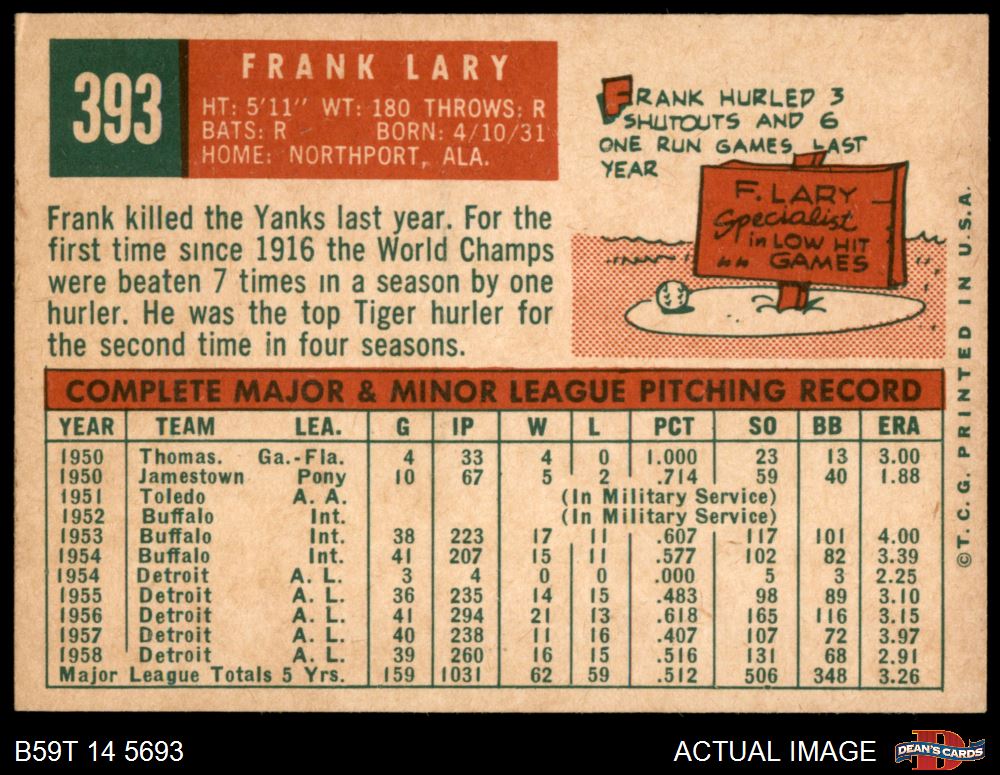 393
FRANK LARY
HT: 5'11" WT: 180 THROWS: R
BATS: R BORN: 4/10/31
HOME: NORTHPORT, ALA.
FRANK HURLED 3
SHUTOUTS AND 6
ONE RUN GAMES LAST
YEAR
F. LARY
Specialist
in LOW HIT
GAMES
Frank killed the Yanks last year. For the
first time since 1916 the World Champs
were beaten 7 times in a season by one
hurler. He was the top Tiger hurler for
the second time in four seasons.
COMPLETE MAJOR & MINOR LEAGUE PITCHING RECORD
YEAR TEAM LEA. G IP W L PCT SO BB ERA
1950 Thomas. Ga.-Fla. 4 33 4 0 1.000 23 13 3.00
1950 Jamestown Pony 10 67 5 2 .714 59 40 1.88
1951 Toledo A. A. (In Military Service)
1952 Buffalo Int. (In Military Service)
1953 Buffalo Int. 38 223 17 11 .607 117 101 4.00
1954 Buffalo Int. 41 207 15 11 .577 102 82 3.39
1954 Detroit A. L. 3 4 0 0 .000 5 3 2.25
1955 Detroit A. L. 36 235 14 15 .483 98 89 3.10
1956 Detroit A. L. 41 294 21 13 .618 165 116 3.15
1957 Detroit A. L. 40 238 11 16 .407 107 72 3.97
1958 Detroit A. L. 39 260 16 15 .516 131 68 2.91
Major League Totals 5 Yrs. 159 1031 62 59 .512 506 348 3.26
©T. C. G. PRINTED IN U.S.A.
B59T 14 5693
ACTUAL IMAGE
D
DEAN'S CARDS